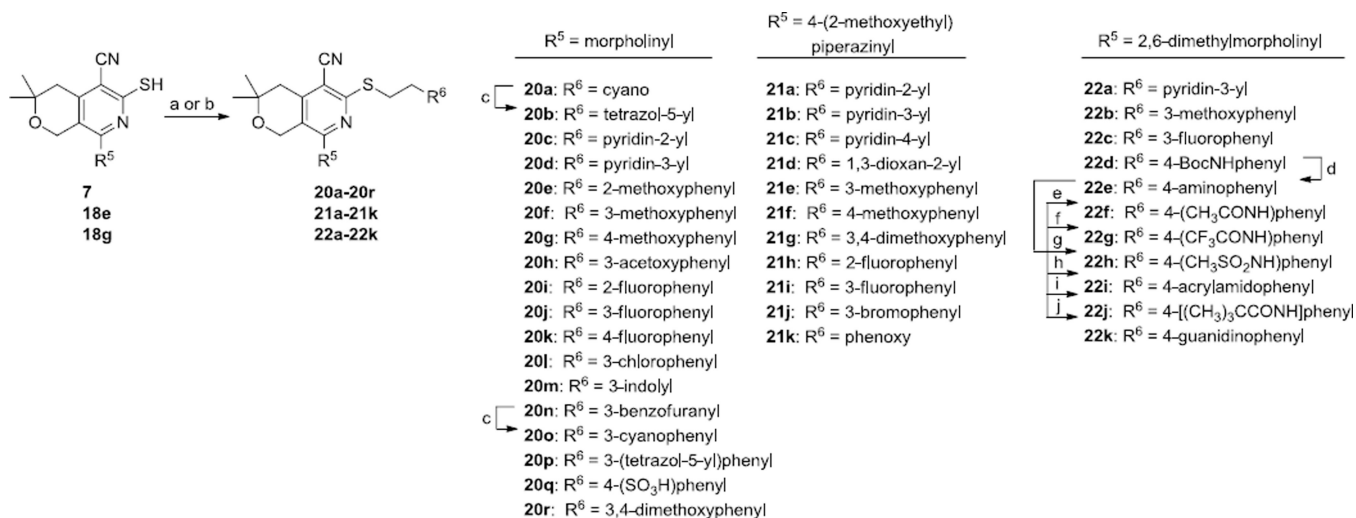 CN
SH
N
O
R⁵
a or b
CN
S
R⁶
N
O
R⁵
7
18e
18g
20a-20r
21a-21k
22a-22k
R⁵ = morpholinyl
c
20a: R⁶ = cyano
20b: R⁶ = tetrazol-5-yl
20c: R⁶ = pyridin-2-yl
20d: R⁶ = pyridin-3-yl
20e: R⁶ = 2-methoxyphenyl
20f: R⁶ = 3-methoxyphenyl
20g: R⁶ = 4-methoxyphenyl
20h: R⁶ = 3-acetoxyphenyl
20i: R⁶ = 2-fluorophenyl
20j: R⁶ = 3-fluorophenyl
20k: R⁶ = 4-fluorophenyl
20l: R⁶ = 3-chlorophenyl
20m: R⁶ = 3-indolyl
c
20n: R⁶ = 3-benzofuranyl
20o: R⁶ = 3-cyanophenyl
20p: R⁶ = 3-(tetrazol-5-yl)phenyl
20q: R⁶ = 4-(SO₃H)phenyl
20r: R⁶ = 3,4-dimethoxyphenyl
R⁵ = 4-(2-methoxyethyl)
piperazinyl
21a: R⁶ = pyridin-2-yl
21b: R⁶ = pyridin-3-yl
21c: R⁶ = pyridin-4-yl
21d: R⁶ = 1,3-dioxan-2-yl
21e: R⁶ = 3-methoxyphenyl
21f: R⁶ = 4-methoxyphenyl
21g: R⁶ = 3,4-dimethoxyphenyl
21h: R⁶ = 2-fluorophenyl
21i: R⁶ = 3-fluorophenyl
21j: R⁶ = 3-bromophenyl
21k: R⁶ = phenoxy
R⁵ = 2,6-dimethylmorpholinyl
22a: R⁶ = pyridin-3-yl
22b: R⁶ = 3-methoxyphenyl
22c: R⁶ = 3-fluorophenyl
22d: R⁶ = 4-BocNHphenyl
d
22e: R⁶ = 4-aminophenyl
e
22f: R⁶ = 4-(CH₃CONH)phenyl
f
22g: R⁶ = 4-(CF₃CONH)phenyl
g
22h: R⁶ = 4-(CH₃SO₂NH)phenyl
h
22i: R⁶ = 4-acrylamidophenyl
i
22j: R⁶ = 4-[(CH₃)₃CCONH]phenyl
j
22k: R⁶ = 4-guanidinophenyl